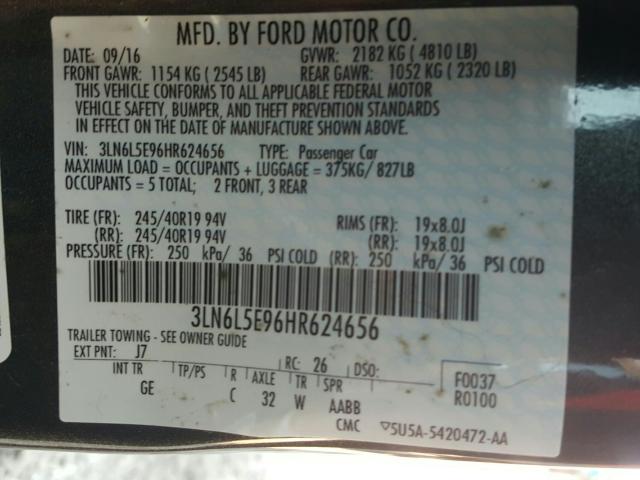 MFD. BY FORD MOTOR CO.
DATE: 09/16 GVWR: 2182 KG ( 4810 LB)
FRONT GAWR: 1154 KG ( 2545 LB) REAR GAWR: 1052 KG ( 2320 LB)
THIS VEHICLE CONFORMS TO ALL APPLICABLE FEDERAL MOTOR
VEHICLE SAFETY, BUMPER, AND THEFT PREVENTION STANDARDS
IN EFFECT ON THE DATE OF MANUFACTURE SHOWN ABOVE.
VIN: 3LN6L5E96HR624656 TYPE: Passenger Car
MAXIMUM LOAD = OCCUPANTS + LUGGAGE = 375KG/ 827LB
OCCUPANTS = 5 TOTAL; 2 FRONT, 3 REAR
TIRE (FR): 245/40R19 94V RIMS (FR): 19x8.0J
(RR): 245/40R19 94V (RR): 19x8.0J
PRESSURE (FR): 250 kPa/ 36 PSI COLD (RR): 250 kPa/ 36 PSI COLD
3LN6L5E96HR624656
TRAILER TOWING - SEE OWNER GUIDE
EXT PNT: J7 RC: 26 DSO:
INT TR TP/PS R AXLE TR SPR F0037
GE C 32 W AABB R0100
CMC ▽5U5A-5420472-AA